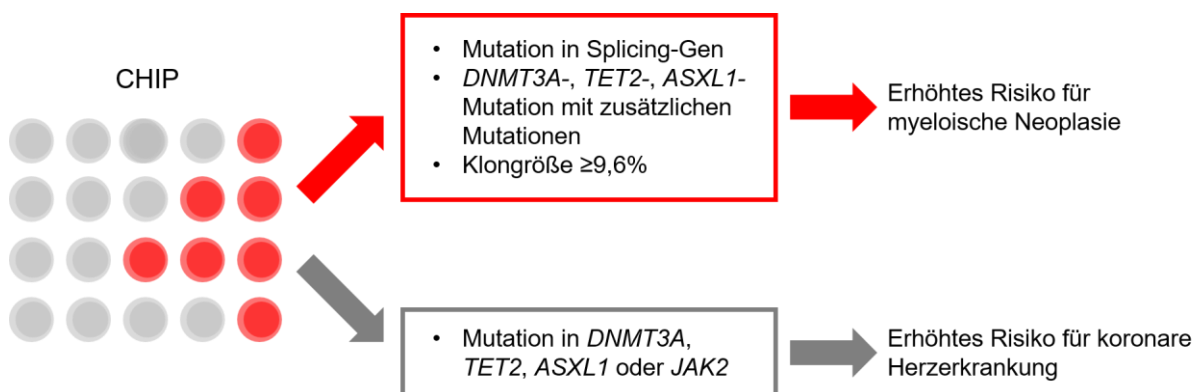 CHIP
• Mutation in Splicing-Gen
• DNMT3A-, TET2-, ASXL1-
Mutation mit zusätzlichen
Mutationen
• Klongröße ≥9,6%
Erhöhtes Risiko für
myeloische Neoplasie
• Mutation in DNMT3A,
TET2, ASXL1 oder JAK2
Erhöhtes Risiko für koronare
Herzerkrankung